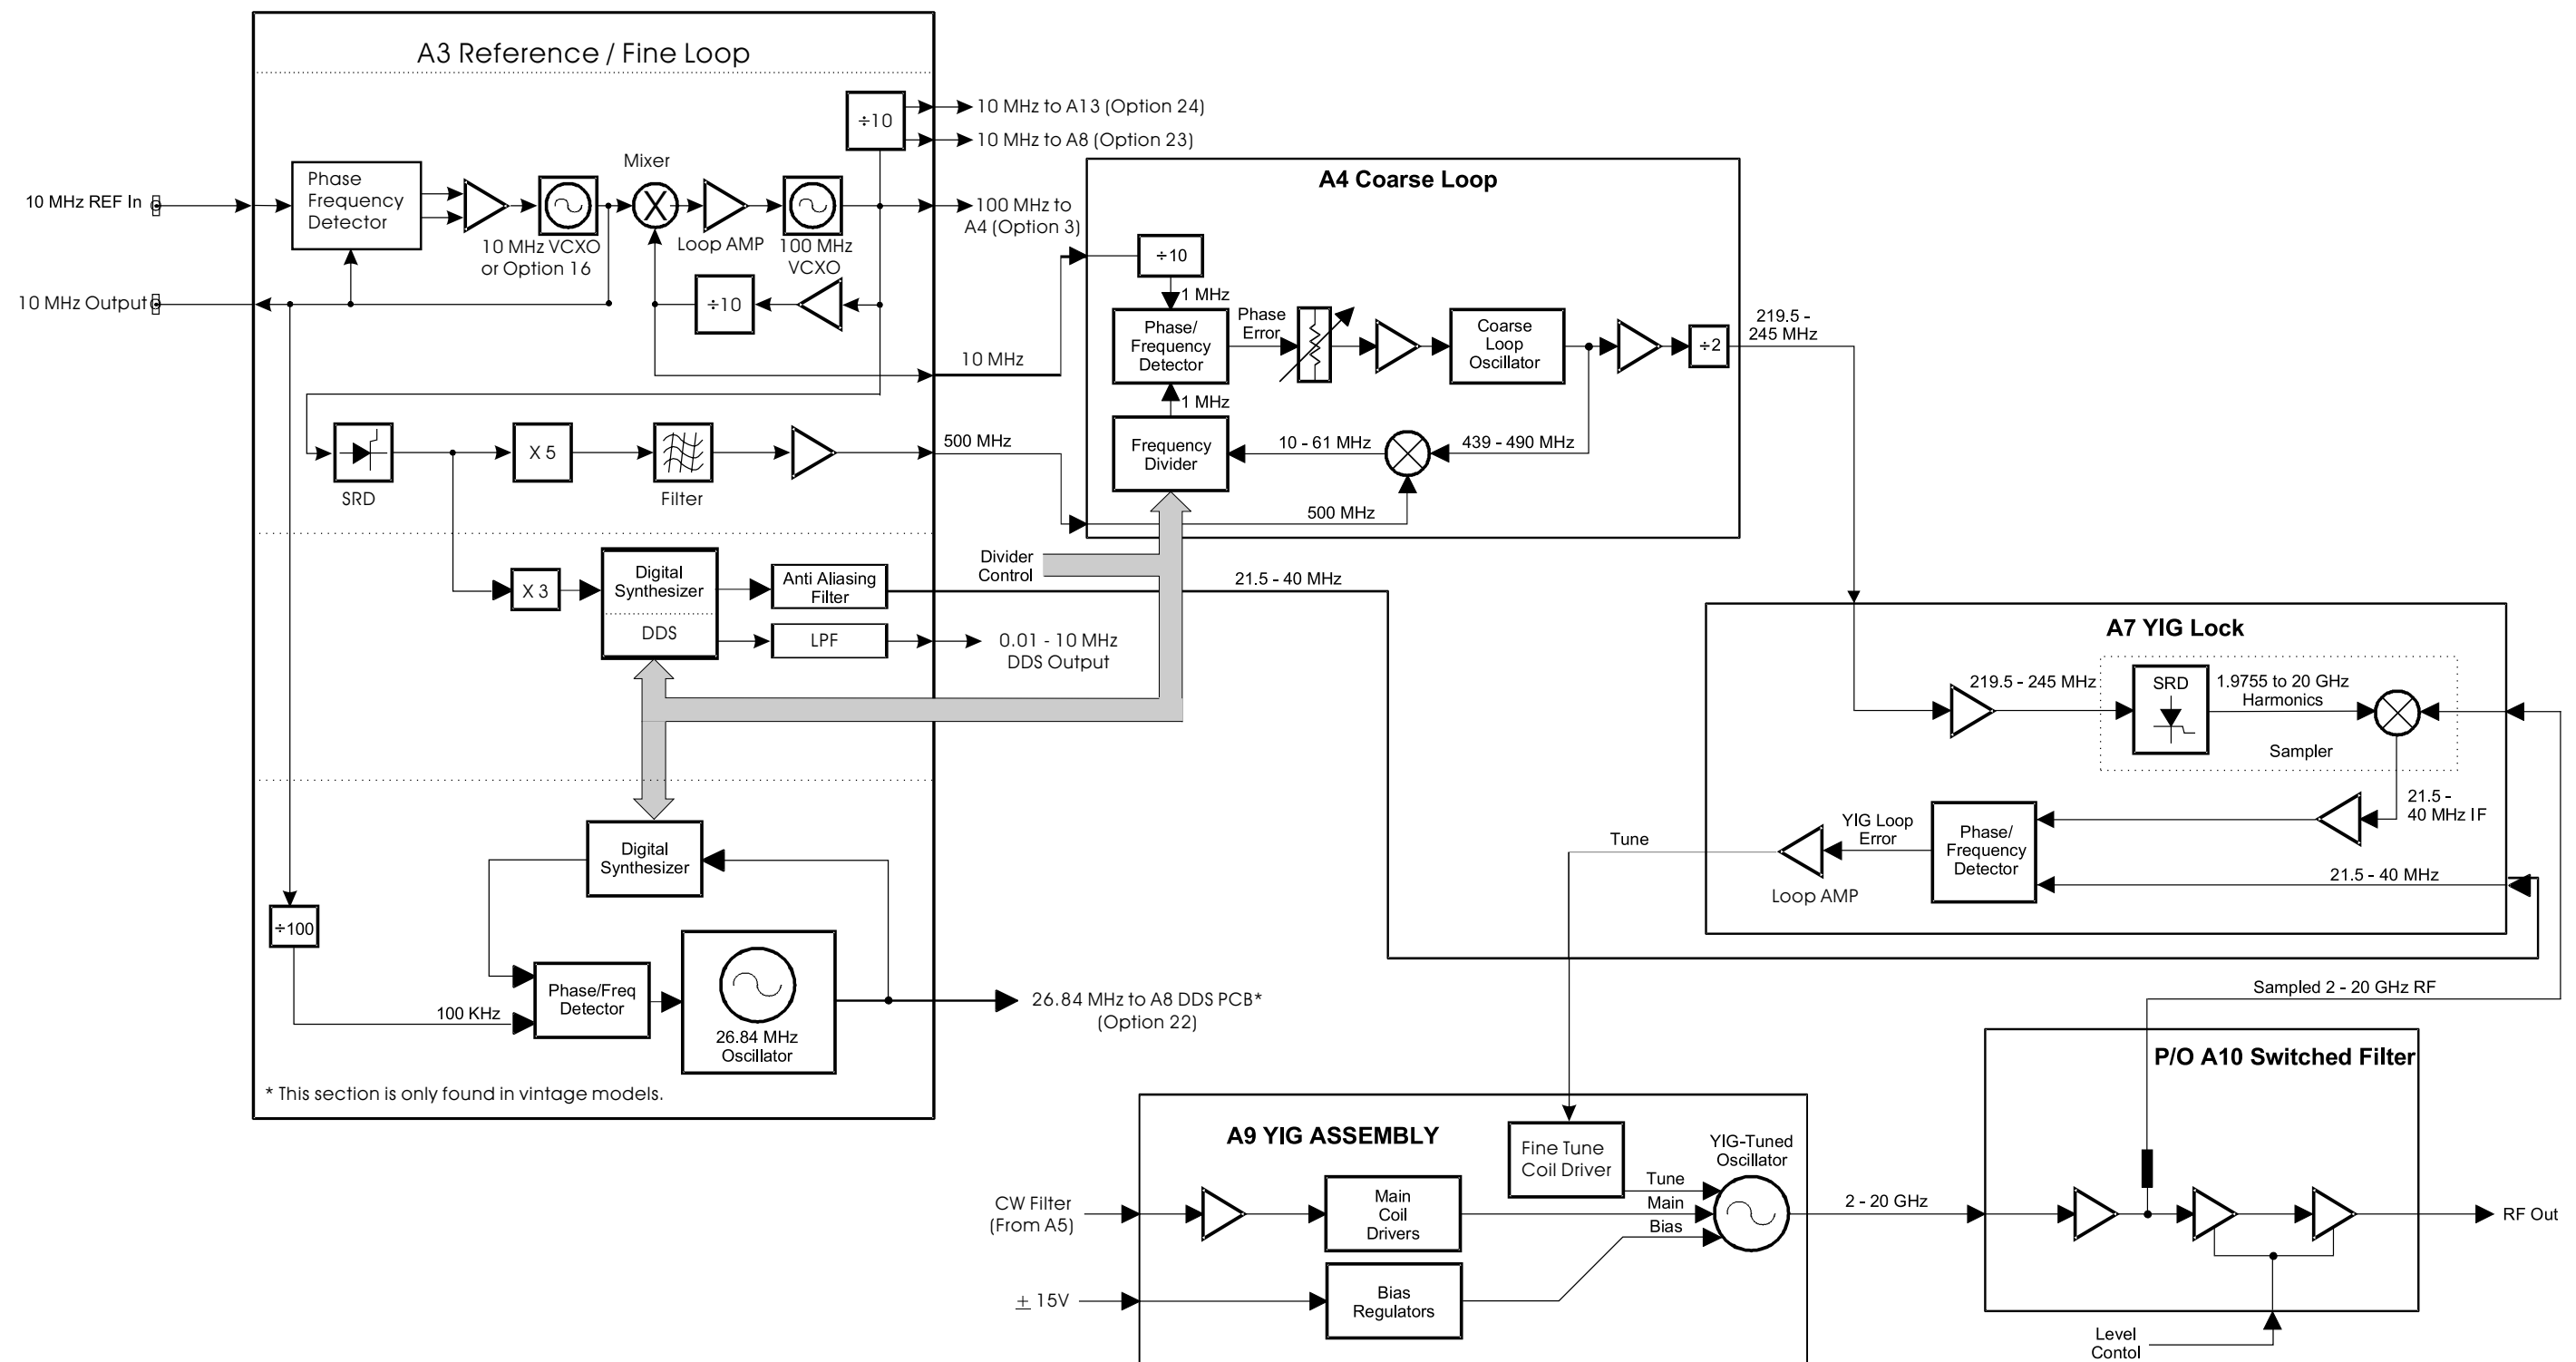 A3 Reference / Fine Loop
÷10
10 MHz to A13 (Option 24)
10 MHz to A8 (Option 23)
10 MHz REF In
Phase
Frequency
Detector
10 MHz VCXO
or Option 16
Mixer
X
Loop AMP
100 MHz
VCXO
100 MHz to
A4 (Option 3)
10 MHz Output
÷10
10 MHz
SRD
X 5
Filter
500 MHz
X 3
Digital
Synthesizer
DDS
Anti Aliasing
Filter
LPF
21.5 - 40 MHz
0.01 - 10 MHz
DDS Output
Divider
Control
Digital
Synthesizer
÷100
100 KHz
Phase/Freq
Detector
26.84 MHz
Oscillator
26.84 MHz to A8 DDS PCB*
(Option 22)
* This section is only found in vintage models.
A4 Coarse Loop
÷10
1 MHz
Phase/
Frequency
Detector
Phase
Error
Coarse
Loop
Oscillator
÷2
219.5 -
245 MHz
1 MHz
Frequency
Divider
10 - 61 MHz
439 - 490 MHz
500 MHz
A7 YIG Lock
219.5 - 245 MHz
SRD
1.9755 to 20 GHz
Harmonics
Sampler
21.5 -
40 MHz IF
Phase/
Frequency
Detector
YIG Loop
Error
Loop AMP
Tune
21.5 - 40 MHz
Sampled 2 - 20 GHz RF
A9 YIG ASSEMBLY
Fine Tune
Coil Driver
YIG-Tuned
Oscillator
CW Filter
(From A5)
Main
Coil
Drivers
Tune
Main
Bias
± 15V
Bias
Regulators
2 - 20 GHz
P/O A10 Switched Filter
RF Out
Level
Contol